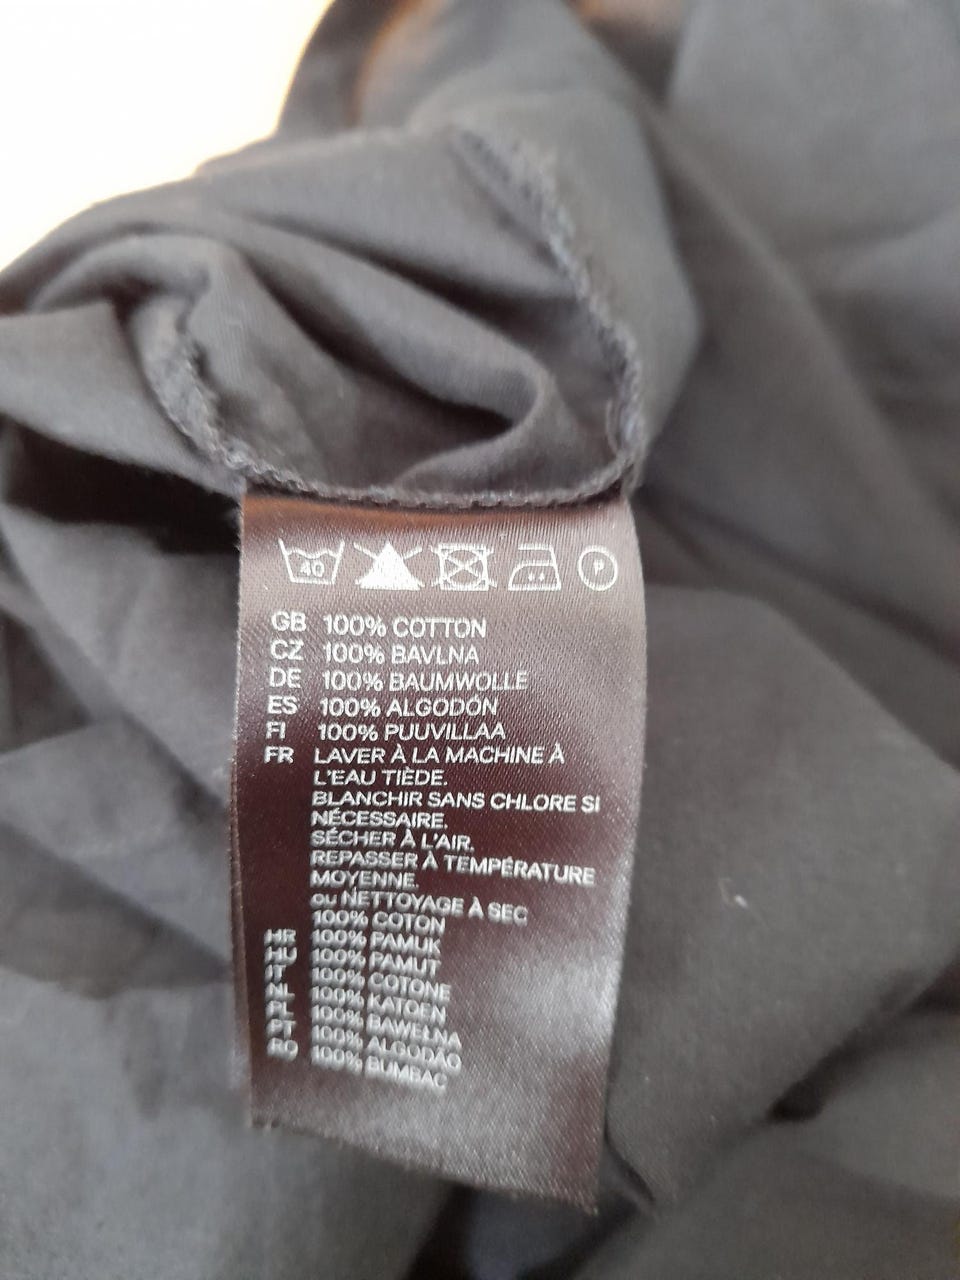 40 P
GB 100% COTTON
CZ 100% BAVLNA
DE 100% BAUMWOLLE
ES 100% ALGODÓN
FI 100% PUUVILLAA
FR LAVER À LA MACHINE À
L'EAU TIÈDE.
BLANCHIR SANS CHLORE SI
NÉCESSAIRE.
SÉCHER À L'AIR.
REPASSER À TEMPÉRATURE
MOYENNE.
ou NETTOYAGE À SEC
100% COTON
HR 100% PAMUK
HU 100% PAMUT
IT 100% COTONE
NL 100% KATOEN
PL 100% BAWEŁNA
PT 100% ALGODÃO
RO 100% BUMBAC